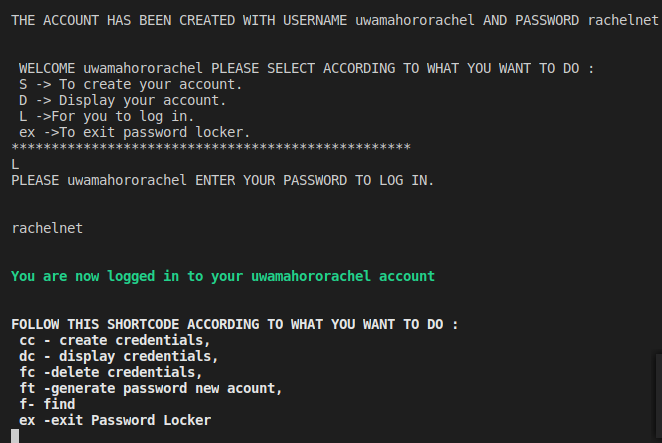 THE ACCOUNT HAS BEEN CREATED WITH USERNAME uwamahororachel AND PASSWORD rachelnet
WELCOME uwamahororachel PLEASE SELECT ACCORDING TO WHAT YOU WANT TO DO :
S -> To create your account.
D -> Display your account.
L ->For you to log in.
ex ->To exit password locker.
**************************************************
L
PLEASE uwamahororachel ENTER YOUR PASSWORD TO LOG IN.
rachelnet
You are now logged in to your uwamahororachel account
FOLLOW THIS SHORTCODE ACCORDING TO WHAT YOU WANT TO DO :
cc - create credentials,
dc - display credentials,
fc -delete credentials,
ft -generate password new acount,
f- find
ex -exit Password Locker